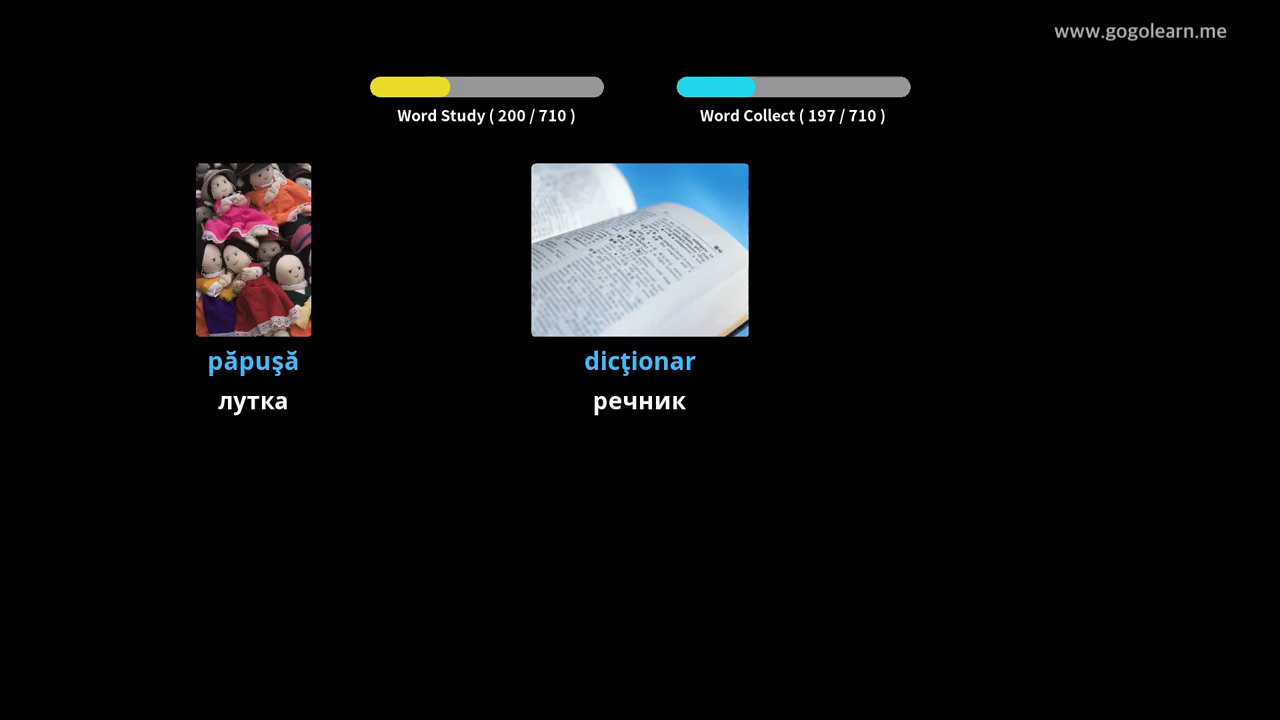 www.gogolearn.me
Word Study ( 200 / 710 )
Word Collect ( 197 / 710 )
păpuşă
dicţionar
лутка
речник